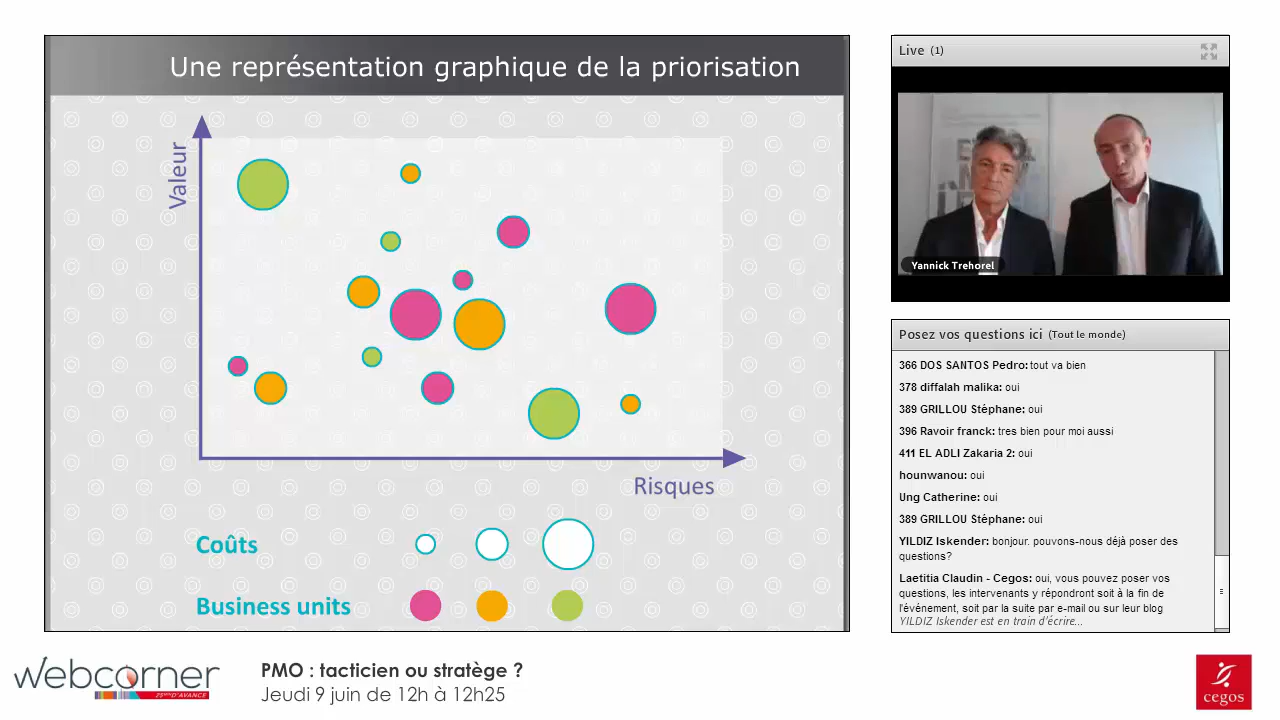 Une représentation graphique de la priorisation
Valeur
Risques
Coûts
Business units
Live (1)
Yannick Trehorel
Posez vos questions ici (Tout le monde)
366 DOS SANTOS Pedro: tout va bien
378 diffalah malika: oui
389 GRILLOU Stéphane: oui
396 Ravoir franck: tres bien pour moi aussi
411 EL ADLI Zakaria 2: oui
hounwanou: oui
Ung Catherine: oui
389 GRILLOU Stéphane: oui
YILDIZ Iskender: bonjour. pouvons-nous déjà poser des
questions?
Laetitia Claudin - Cegos: oui, vous pouvez poser vos
questions, les intervenants y répondront soit à la fin de
l'événement, soit par la suite par e-mail ou sur leur blog
YILDIZ Iskender est en train d'écrire...
webcorner
PMO : tacticien ou stratège ?
Jeudi 9 juin de 12h à 12h25
cegos